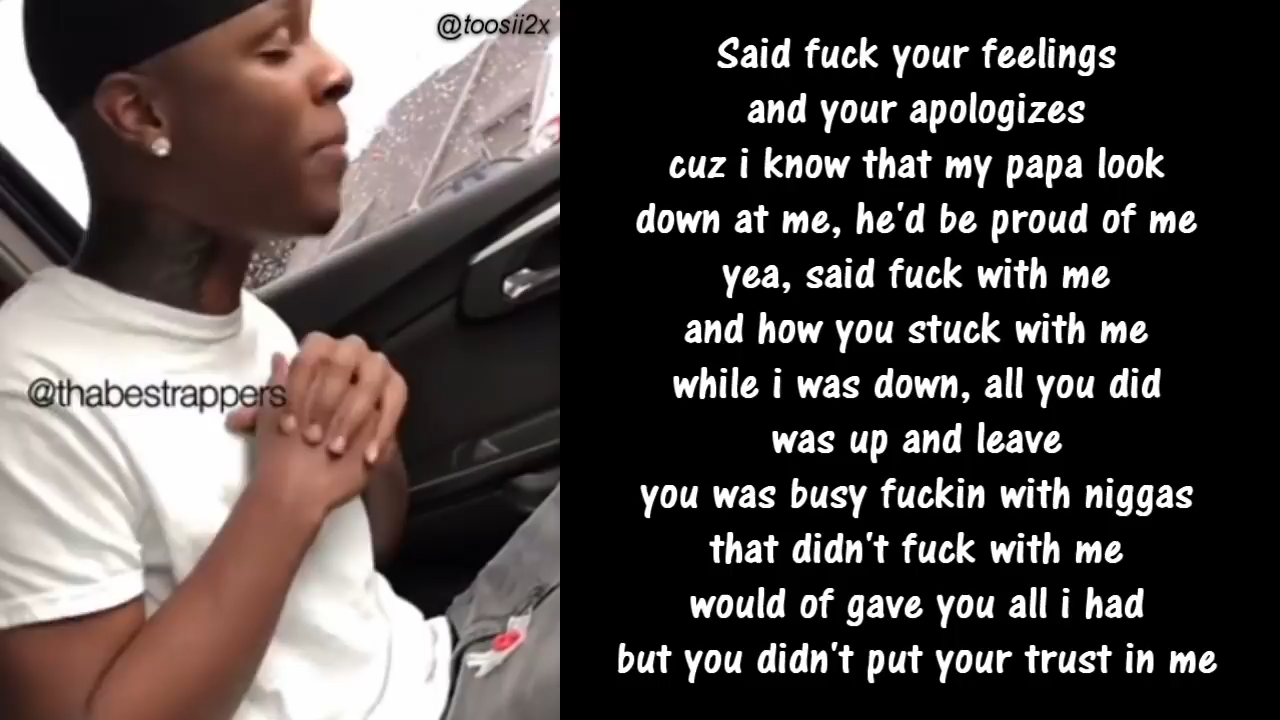 @toosii2x
@thabestrappers
Said fuck your feelings
and your apologizes
cuz i know that my papa look
down at me, he'd be proud of me
yea, said fuck with me
and how you stuck with me
while i was down, all you did
was up and leave
you was busy fuckin with niggas
that didn't fuck with me
would of gave you all i had
but you didn't put your trust in me